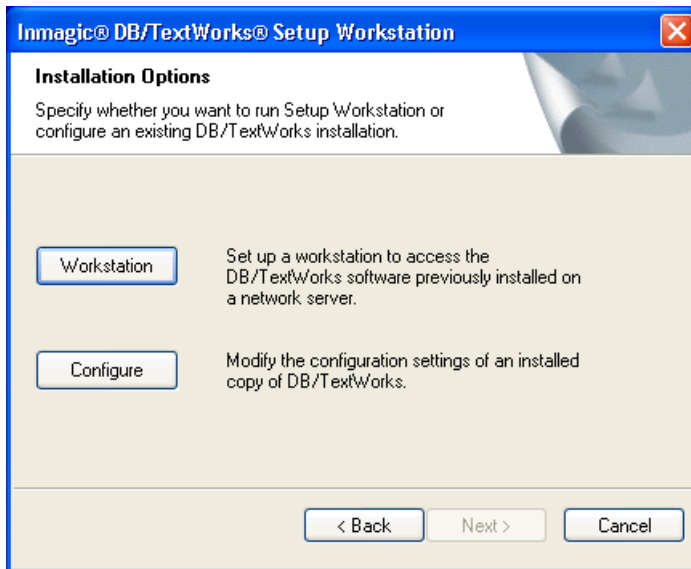 Inmagic® DB/TextWorks® Setup Workstation
Installation Options
Specify whether you want to run Setup Workstation or
configure an existing DB/TextWorks installation.
Workstation
Set up a workstation to access the
DB/TextWorks software previously installed on
a network server.
Configure
Modify the configuration settings of an installed
copy of DB/TextWorks.
< Back
Next >
Cancel